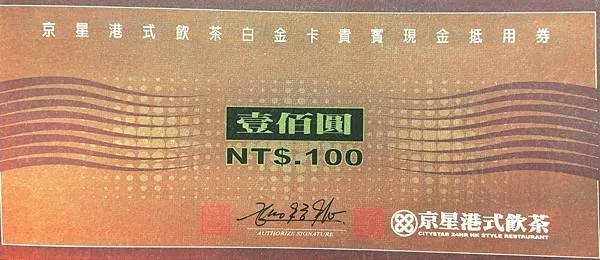 京星港式飲茶白金卡貴賓現金抵用券
壹佰圓
NT$.100
AUTHORIZE SIGNATURE
京星港式飲茶
CITYSTAR 24HR HK STYLE RESTAURANT